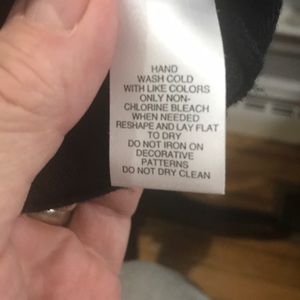 HAND
WASH COLD
WITH LIKE COLORS
ONLY NON-
CHLORINE BLEACH
WHEN NEEDED
RESHAPE AND LAY FLAT
TO DRY
DO NOT IRON ON
DECORATIVE
PATTERNS
DO NOT DRY CLEAN